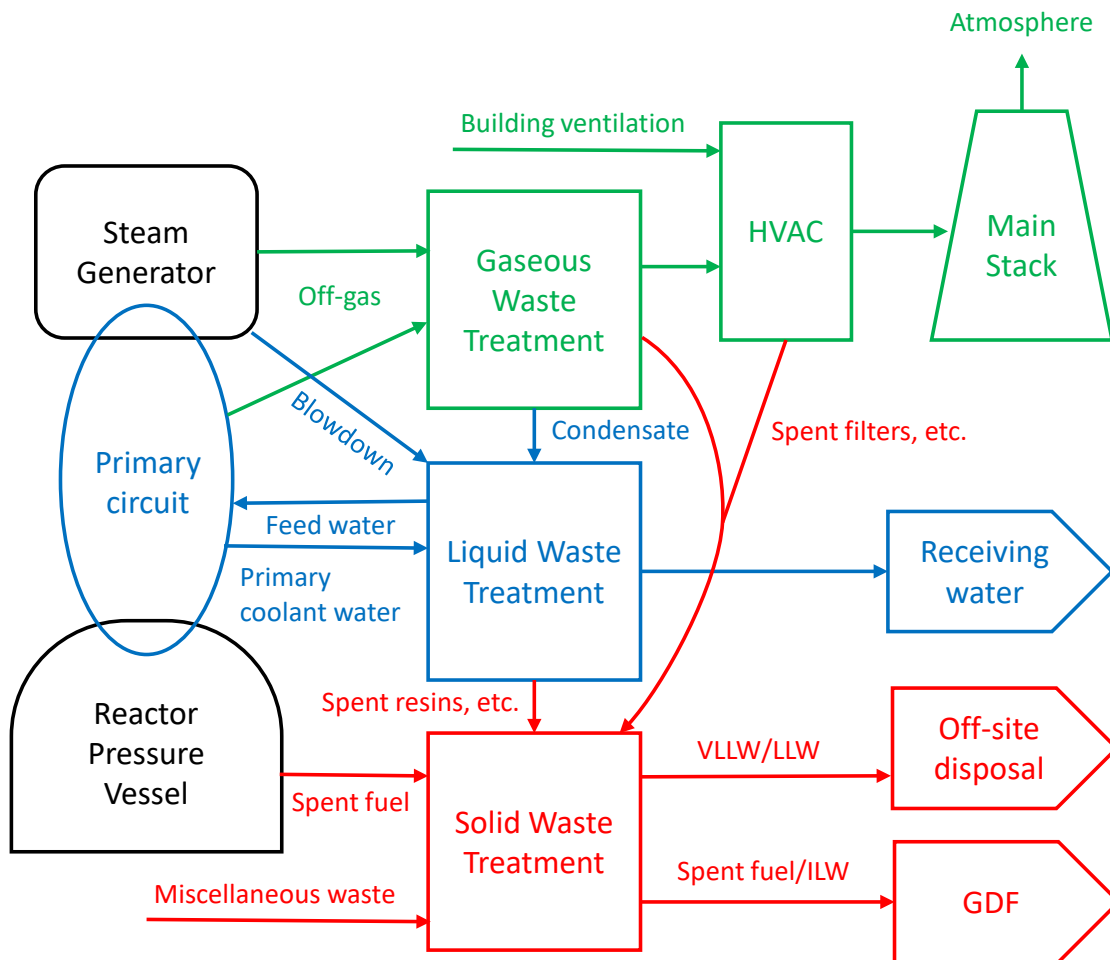 Atmosphere
Building ventilation
Steam
Generator
HVAC
Main
Stack
Gaseous
Waste
Treatment
Off-gas
Blowdown
Condensate
Spent filters, etc.
Primary
circuit
Feed water
Liquid Waste
Treatment
Receiving
water
Primary
coolant water
Spent resins, etc.
Reactor
Pressure
Vessel
VLLW/LLW
Off-site
disposal
Spent fuel
Solid Waste
Treatment
Spent fuel/ILW
Miscellaneous waste
GDF